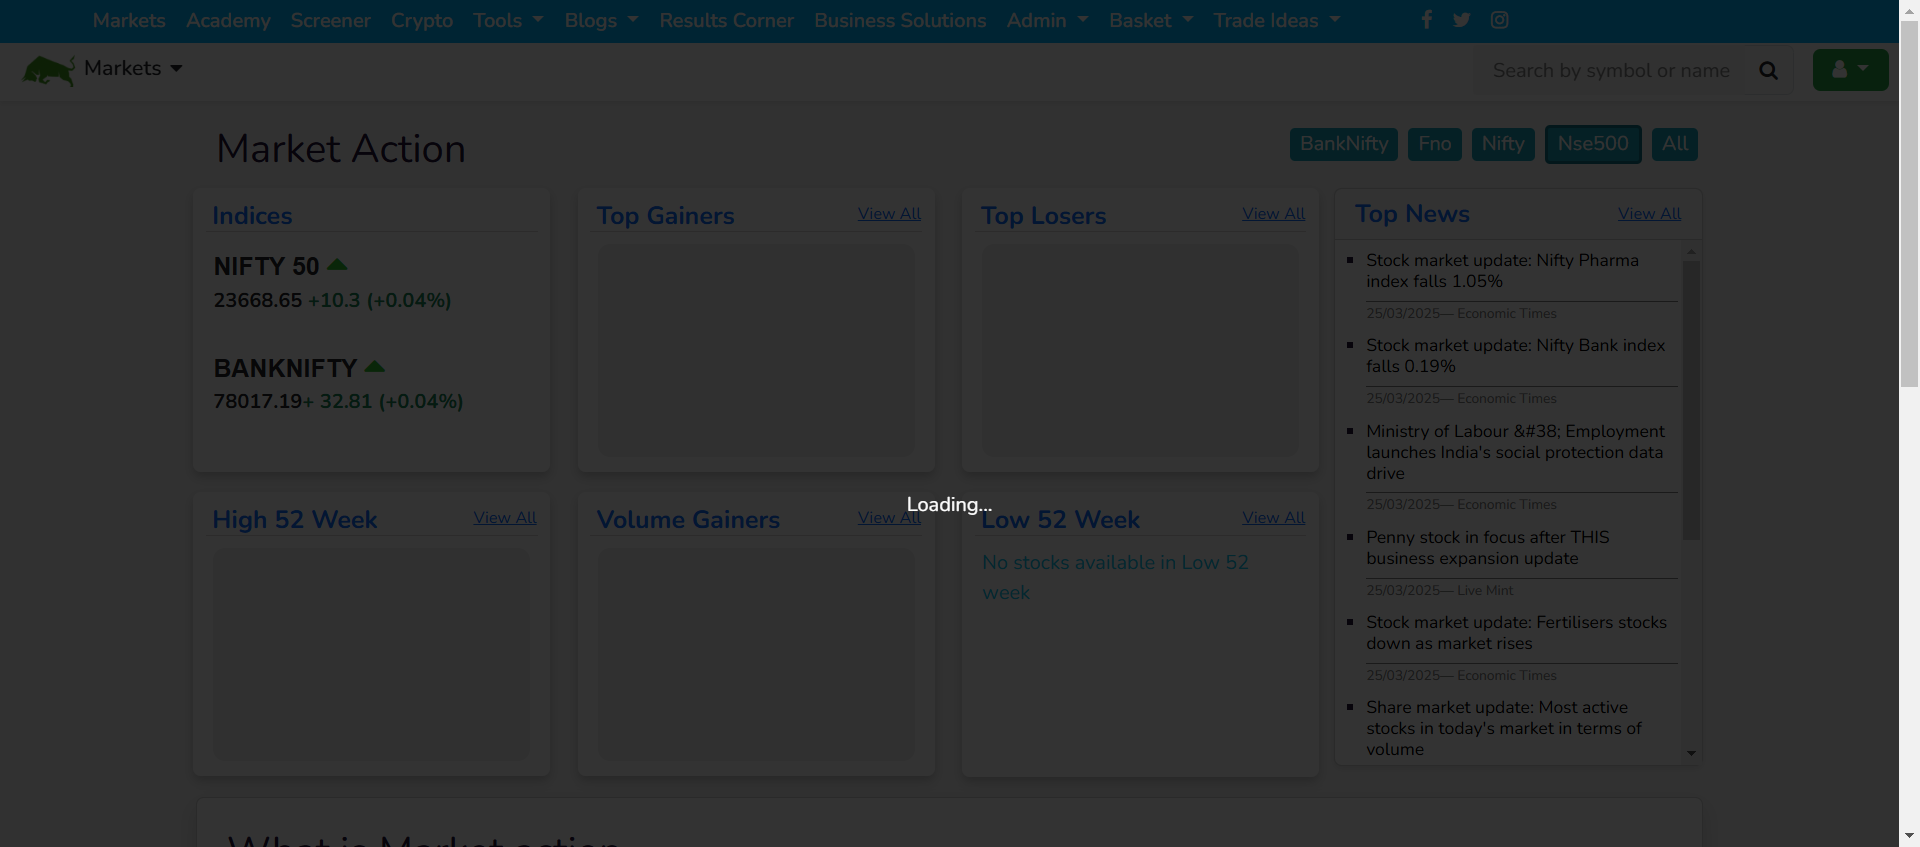 Markets Academy Screener Crypto Tools Blogs Results Corner Business Solutions Admin Basket Trade Ideas
Markets
Search by symbol or name
Market Action
BankNifty Fno Nifty Nse500 All
Indices
NIFTY 50
23668.65 +10.3 (+0.04%)
BANKNIFTY
78017.19+ 32.81 (+0.04%)
Top Gainers View All
Top Losers View All
Top News View All
Stock market update: Nifty Pharma
index falls 1.05%
25/03/2025— Economic Times
Stock market update: Nifty Bank index
falls 0.19%
25/03/2025— Economic Times
Ministry of Labour &#38; Employment
launches India's social protection data
drive
25/03/2025— Economic Times
Penny stock in focus after THIS
business expansion update
25/03/2025— Live Mint
Stock market update: Fertilisers stocks
down as market rises
25/03/2025— Economic Times
Share market update: Most active
stocks in today's market in terms of
volume
Loading...
High 52 Week View All
Volume Gainers View All
Low 52 Week View All
No stocks available in Low 52
week
What is Market action